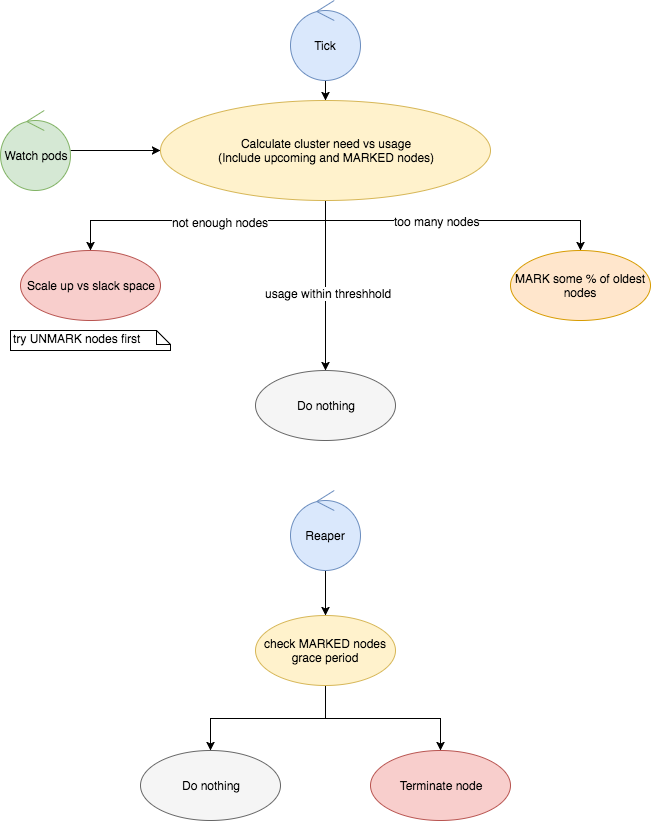 Tick
Calculate cluster need vs usage
(Include upcoming and MARKED nodes)
Watch pods
not enough nodes
too many nodes
Scale up vs slack space
MARK some % of oldest
nodes
usage within threshhold
try UNMARK nodes first
Do nothing
Reaper
check MARKED nodes
grace period
Do nothing
Terminate node